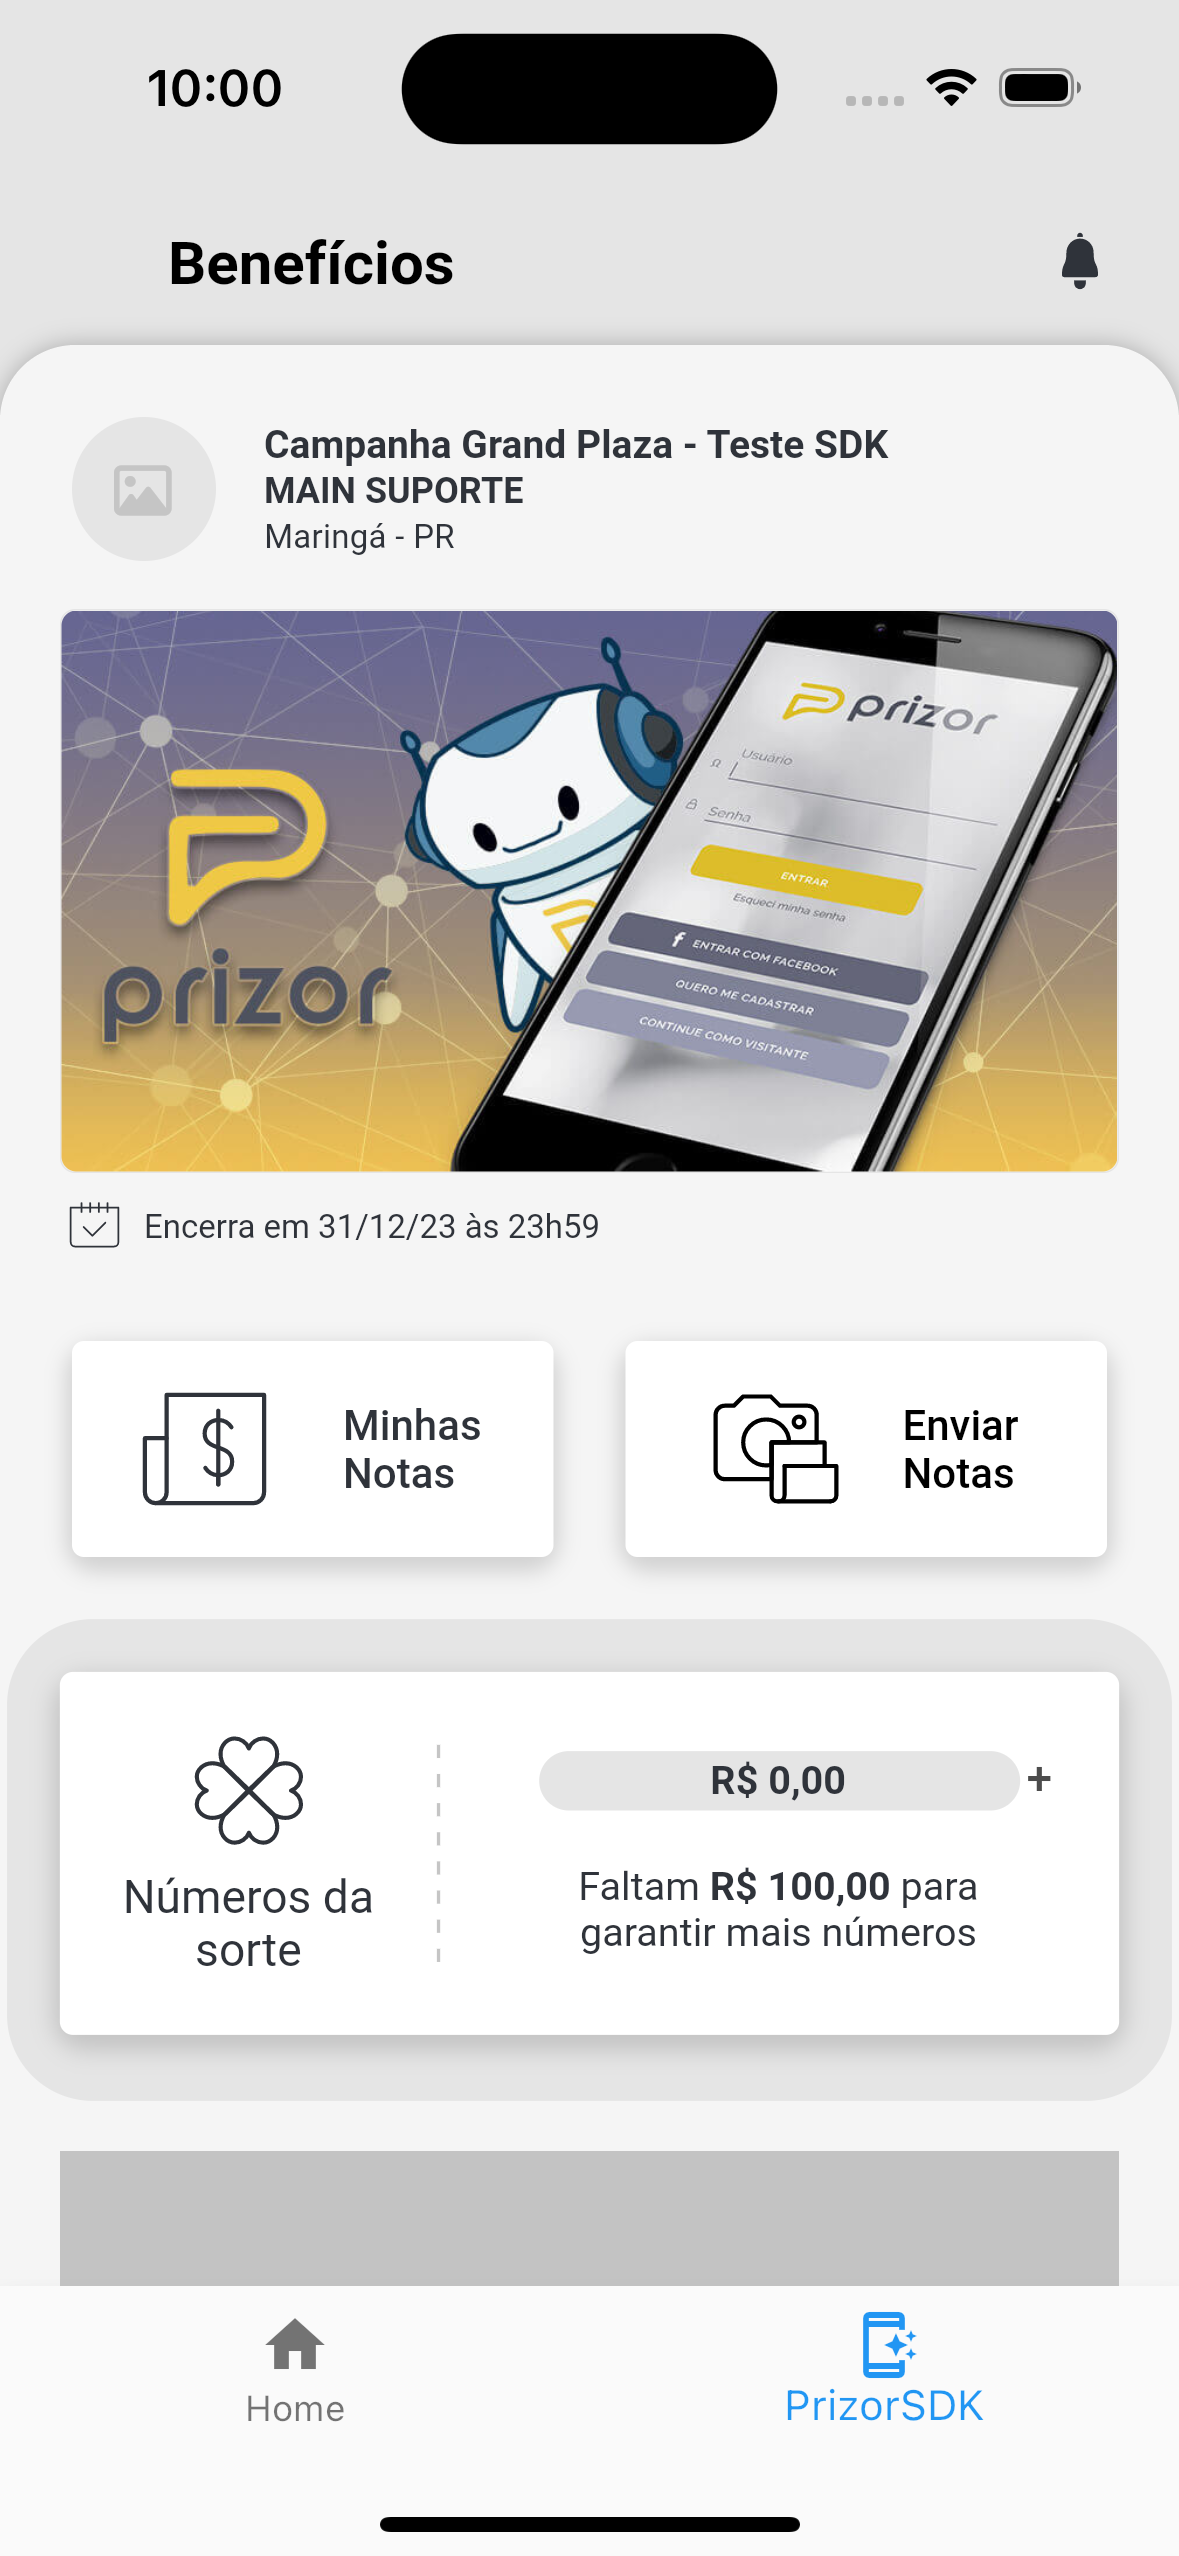 10:00
Benefícios
Campanha Grand Plaza - Teste SDK
MAIN SUPORTE
Maringá - PR
prizor
prizor
Usuário
Senha
ENTRAR
Esqueci minha senha
f ENTRAR COM FACEBOOK
QUERO ME CADASTRAR
CONTINUE COMO VISITANTE
Encerra em 31/12/23 às 23h59
Minhas
Notas
Enviar
Notas
Números da
sorte
R$ 0,00 +
Faltam R$ 100,00 para
garantir mais números
Home
PrizorSDK